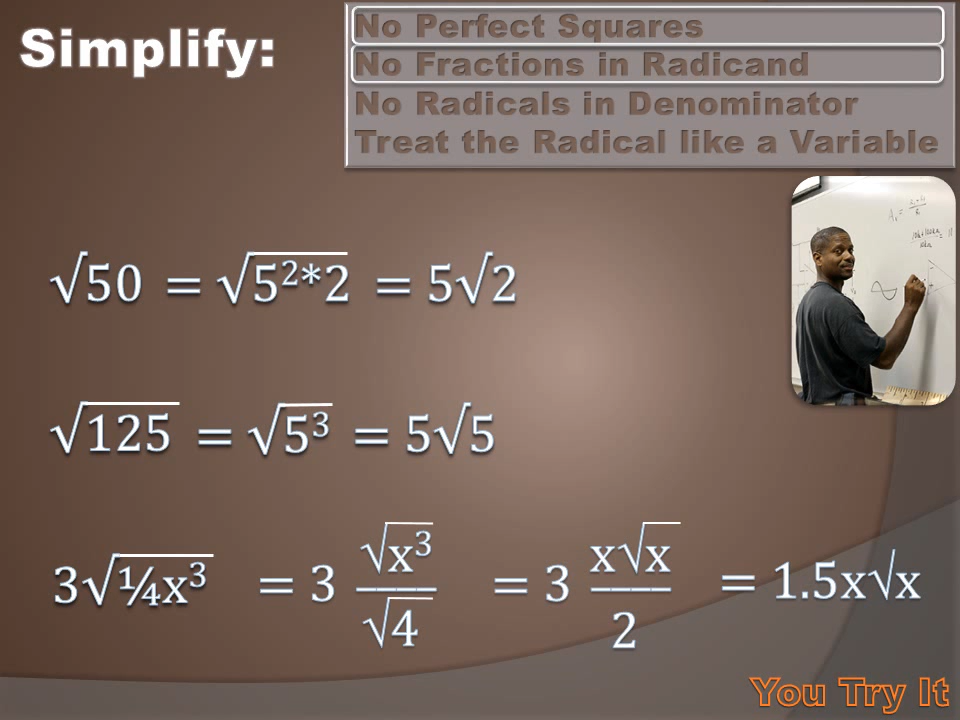 Simplify:
No Perfect Squares
No Fractions in Radicand
No Radicals in Denominator
Treat the Radical like a Variable
√50 = √5²*2 = 5√2
√125 = √5³ = 5√5
3√¼x³ = 3 √x³/√4 = 3 x√x/2 = 1.5x√x
You Try It